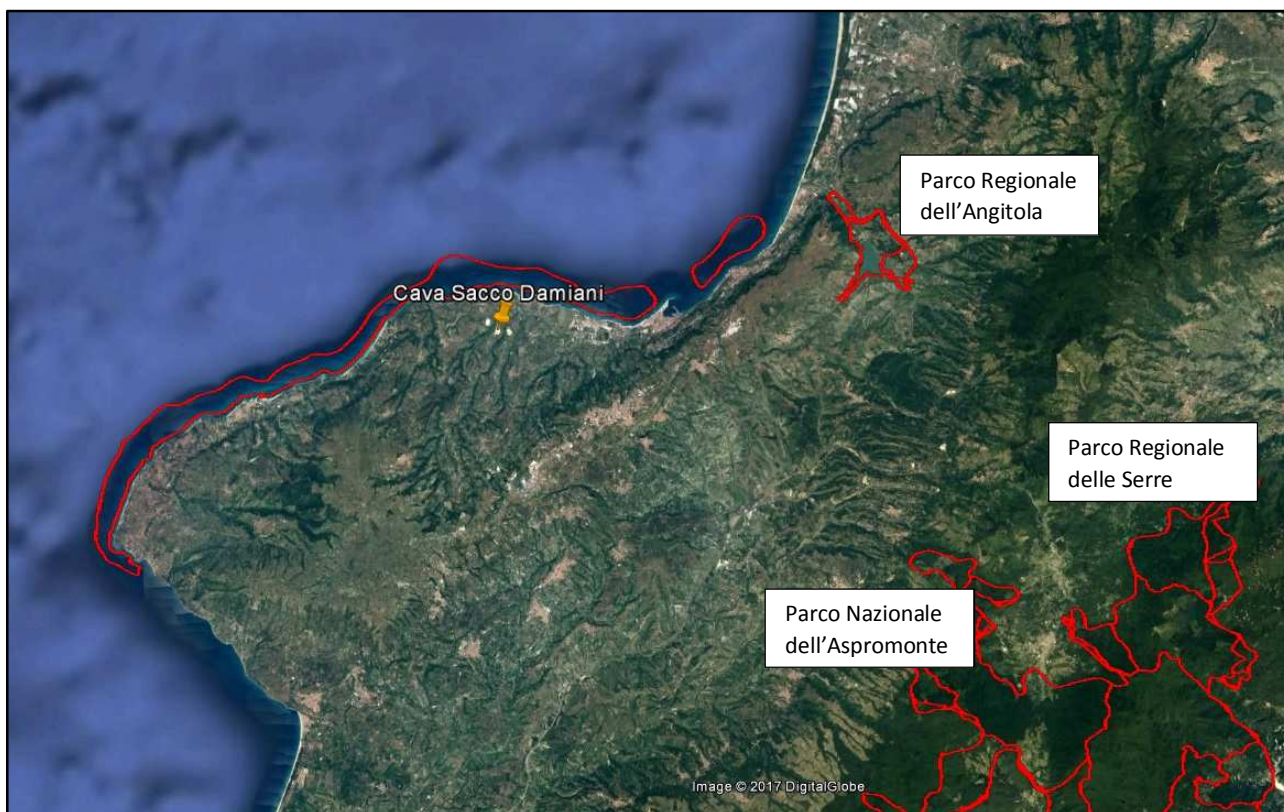 Parco Regionale
dell’Angitola
Cava Sacco Damiani
Parco Regionale
delle Serre
Parco Nazionale
dell’Aspromonte
Image © 2017 DigitalGlobe